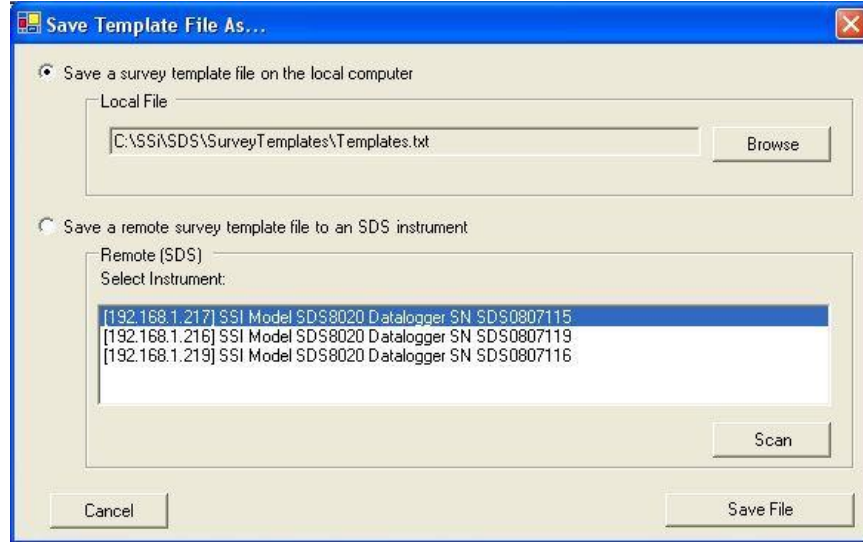 Save Template File As...
Save a survey template file on the local computer
Local File
C:\SSi\SDS\SurveyTemplates\Templates.txt
Browse
Save a remote survey template file to an SDS instrument
Remote (SDS)
Select Instrument:
[192.168.1.217] SSI Model SDS8020 Datalogger SN SDS0807115
[192.168.1.216] SSI Model SDS8020 Datalogger SN SDS0807119
[192.168.1.219] SSI Model SDS8020 Datalogger SN SDS0807116
Scan
Cancel
Save File